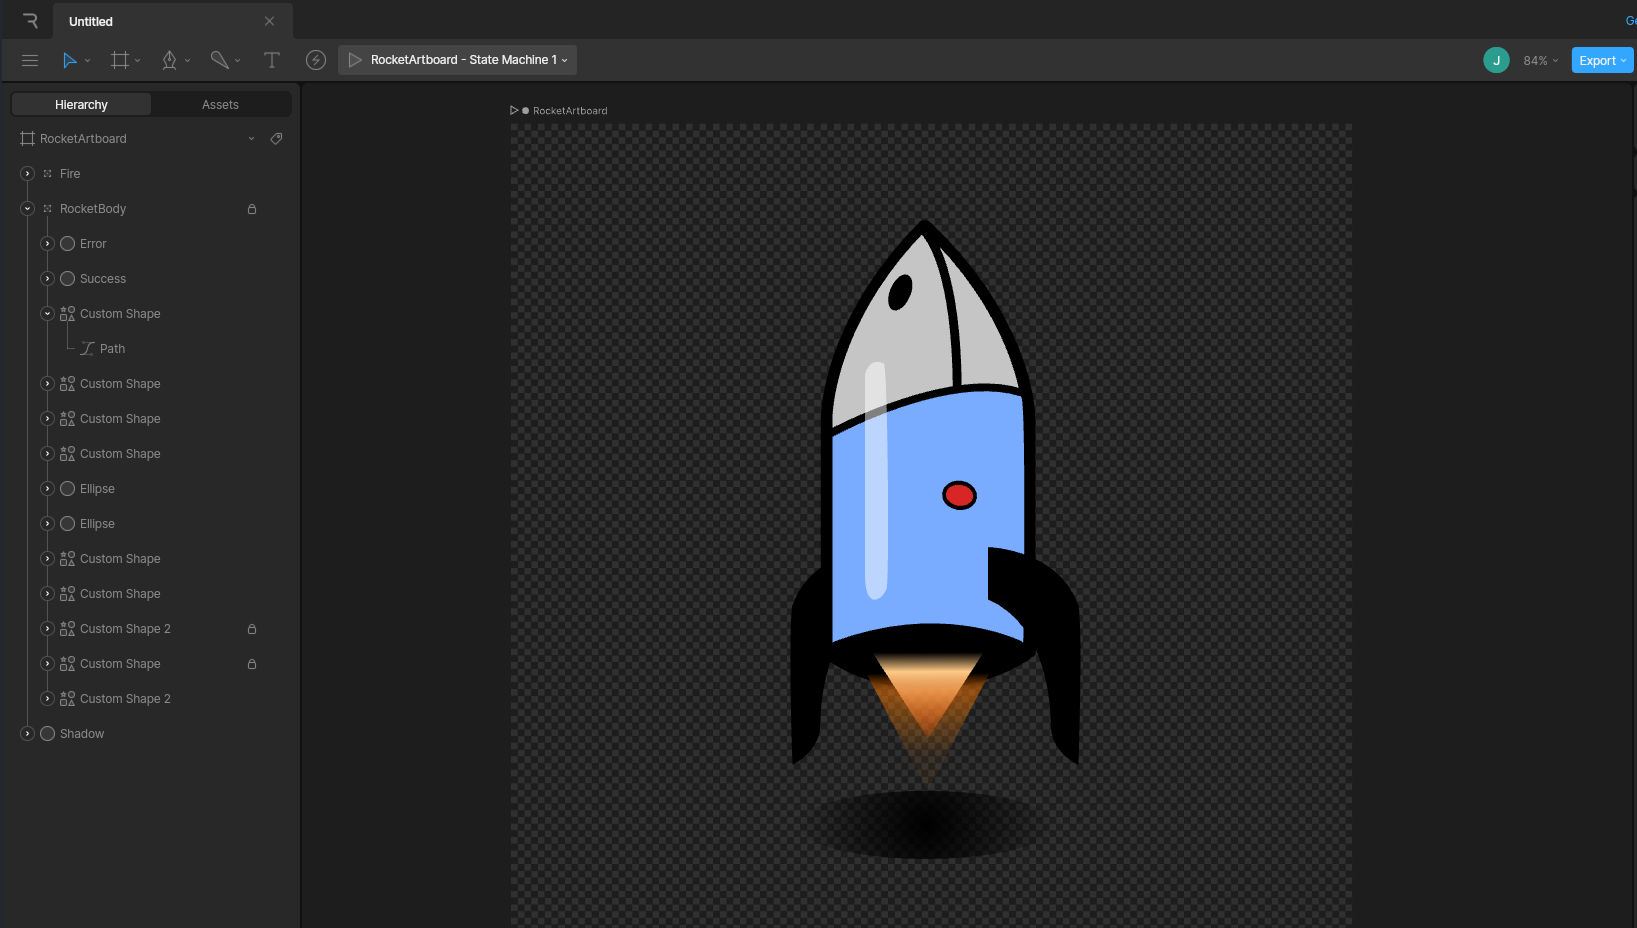 Untitled
Ge
RocketArtboard - State Machine 1
J
84%
Export
Hierarchy
Assets
RocketArtboard
RocketArtboard
Fire
RocketBody
Error
Success
Custom Shape
Path
Custom Shape
Custom Shape
Custom Shape
Ellipse
Ellipse
Custom Shape
Custom Shape
Custom Shape 2
Custom Shape
Custom Shape 2
Shadow